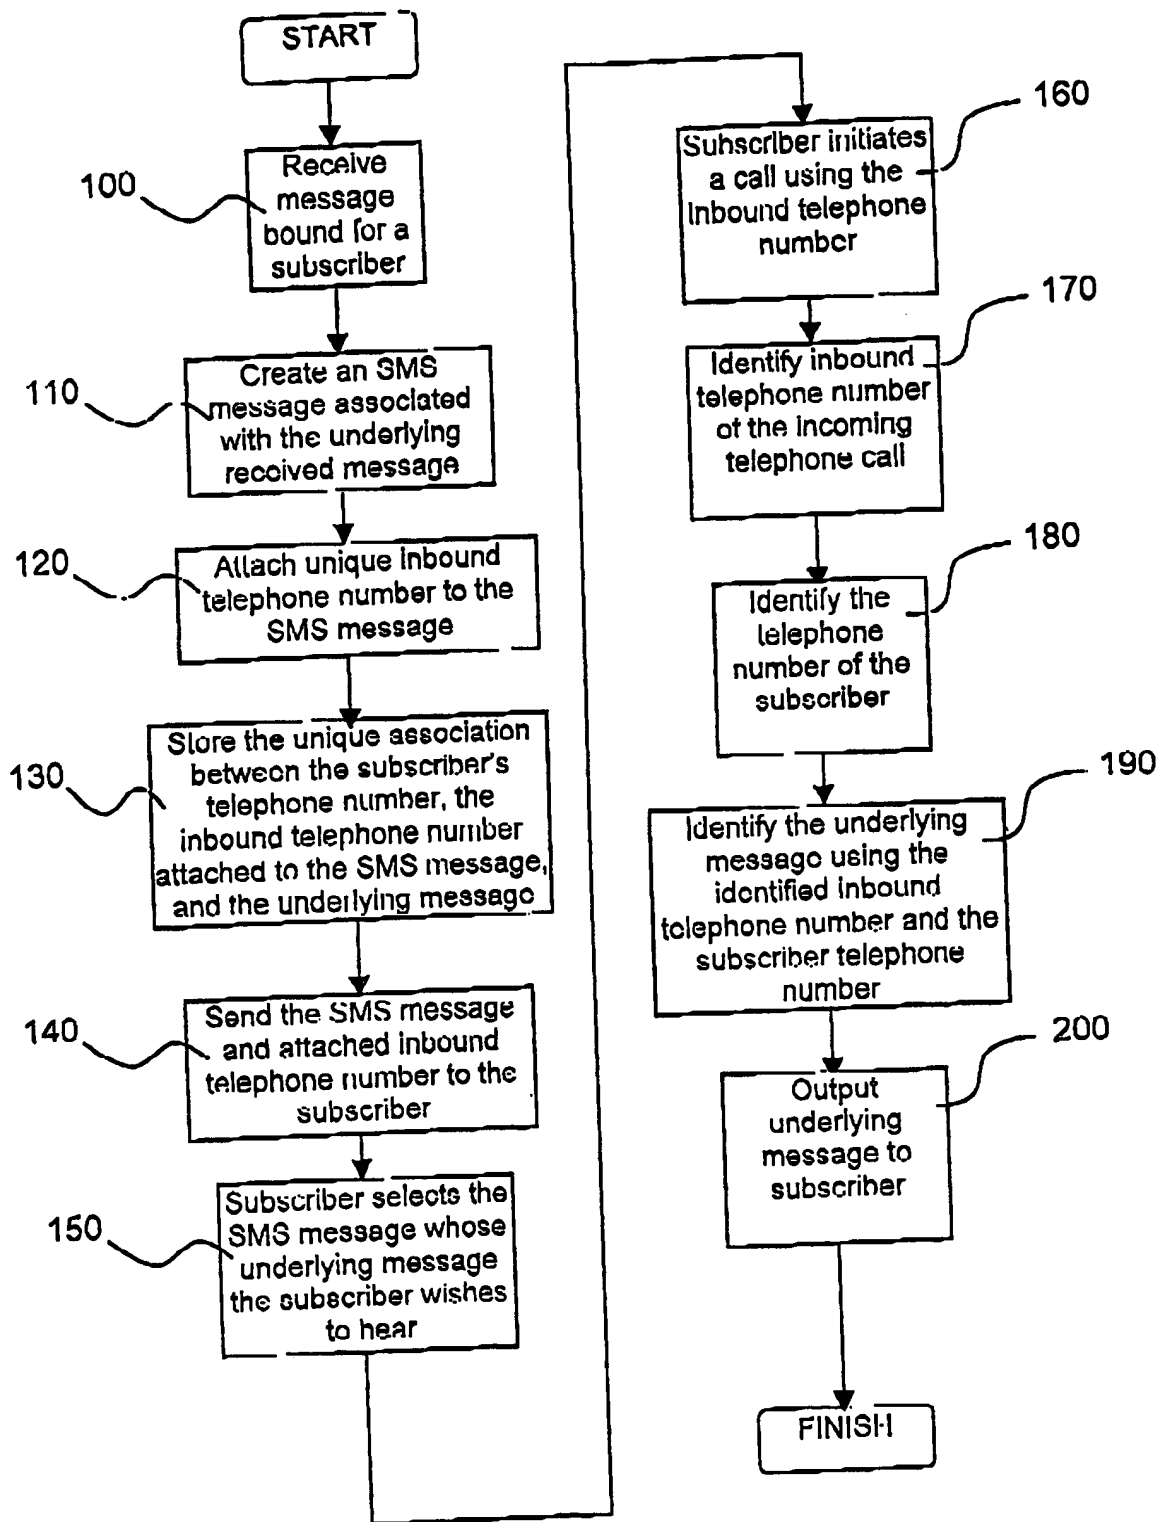 START
100
Receive
message
bound for a
subscriber
110
Create an SMS
message associated
with the underlying
received message
120
Attach unique inbound
telephone number to the
SMS message
130
Store the unique association
between the subscriber's
telephone number, the
inbound telephone number
attached to the SMS message,
and the underlying message
140
Send the SMS message
and attached inbound
telephone number to the
subscriber
150
Subscriber selects the
SMS message whose
underlying message
the subscriber wishes
to hear
160
Subscriber initiates
a call using the
inbound telephone
number
170
Identify inbound
telephone number
of the incoming
telephone call
180
Identify the
telephone
number of the
subscriber
190
Identify the underlying
message using the
identified inbound
telephone number and the
subscriber telephone
number
200
Output
underlying
message to
subscriber
FINISH